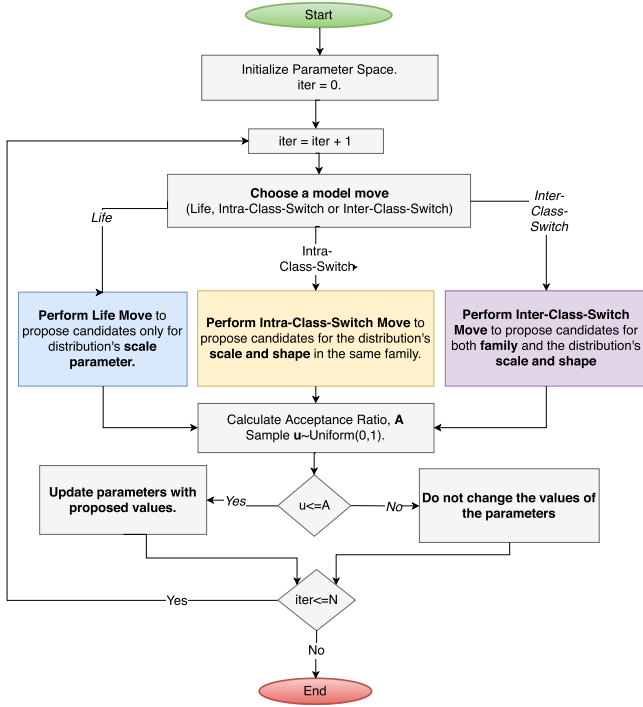 Start
Initialize Parameter Space.
iter = 0.
iter = iter + 1
Choose a model move
(Life, Intra-Class-Switch or Inter-Class-Switch)
Life
Intra-
Class-Switch
Inter-
Class-
Switch
Perform Life Move to
propose candidates only for
distribution's scale
parameter.
Perform Intra-Class-Switch Move to
propose candidates for the distribution's
scale and shape in the same family.
Perform Inter-Class-Switch
Move to propose candidates for
both family and the distribution's
scale and shape
Calculate Acceptance Ratio, A
Sample u~Uniform(0,1).
Update parameters with
proposed values.
Yes
u<=A
No
Do not change the values of
the parameters
Yes
iter<=N
No
End